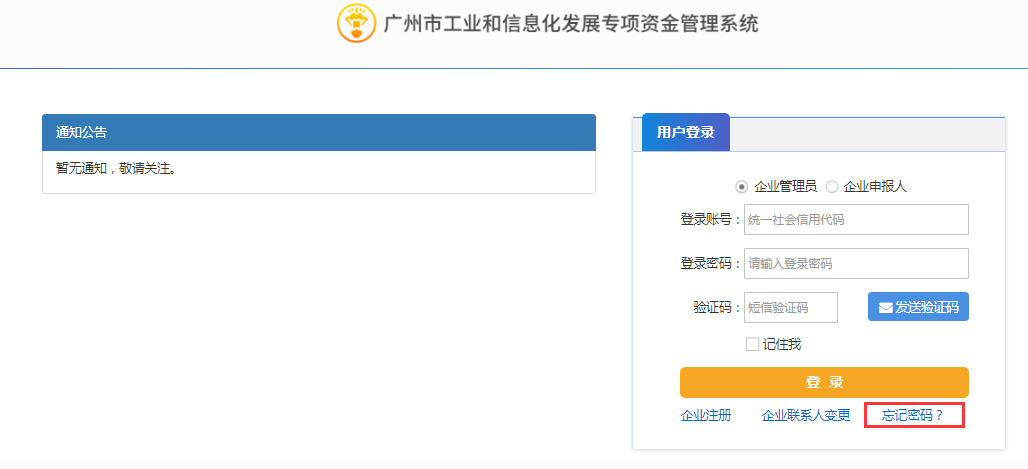 广州市工业和信息化发展专项资金管理系统
通知公告
暂无通知，敬请关注。
用户登录
企业管理员 企业申报人
登录账号：统一社会信用代码
登录密码：请输入登录密码
验证码：短信验证码 发送验证码
记住我
登 录
企业注册 企业联系人变更 忘记密码？